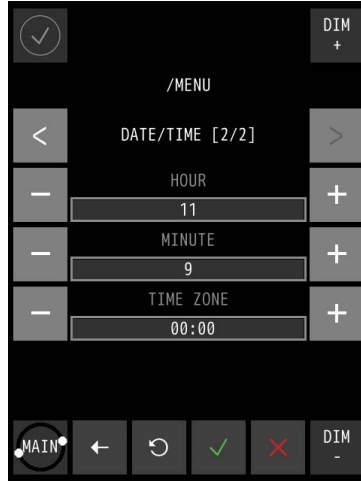 DIM
+
/MENU
< DATE/TIME [2/2] >
HOUR
− 11 +
MINUTE
− 9 +
TIME ZONE
− 00:00 +
MAIN
DIM
-